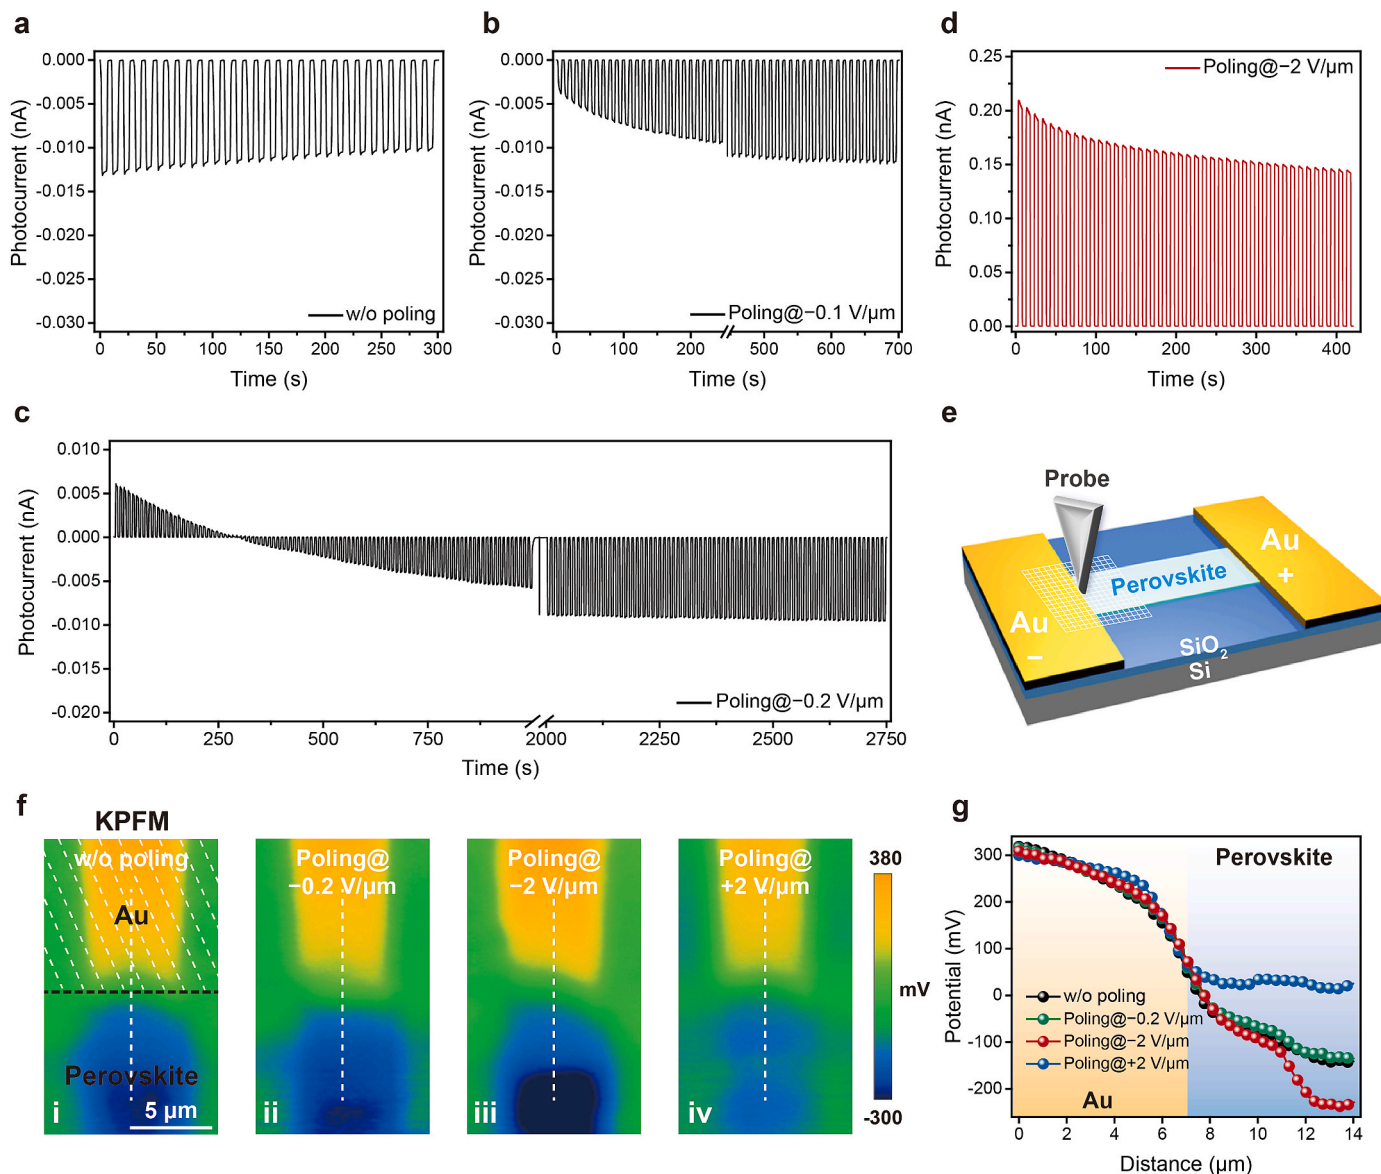 a
0.000
-0.005
-0.010
-0.015
-0.020
-0.025
-0.030
Photocurrent (nA)
w/o poling
0 50 100 150 200 250 300
Time (s)
b
0.000
-0.005
-0.010
-0.015
-0.020
-0.025
-0.030
Photocurrent (nA)
Poling@−0.1 V/μm
0 100 200 500 600 700
Time (s)
d
0.25
0.20
0.15
0.10
0.05
0.00
Photocurrent (nA)
Poling@−2 V/μm
0 100 200 300 400
Time (s)
c
0.010
0.005
0.000
-0.005
-0.010
-0.015
-0.020
Photocurrent (nA)
Poling@−0.2 V/μm
0 250 500 750 2000 2250 2500 2750
Time (s)
e
Probe
Au
+
Perovskite
Au
−
SiO2
Si
f
KPFM
w/o poling
Au
Perovskite
i
5 μm
Poling@
−0.2 V/μm
ii
Poling@
−2 V/μm
iii
Poling@
+2 V/μm
iv
380
mV
-300
g
300
200
100
0
-100
-200
Potential (mV)
Perovskite
w/o poling
Poling@−0.2 V/μm
Poling@−2 V/μm
Poling@+2 V/μm
Au
0 2 4 6 8 10 12 14
Distance (μm)